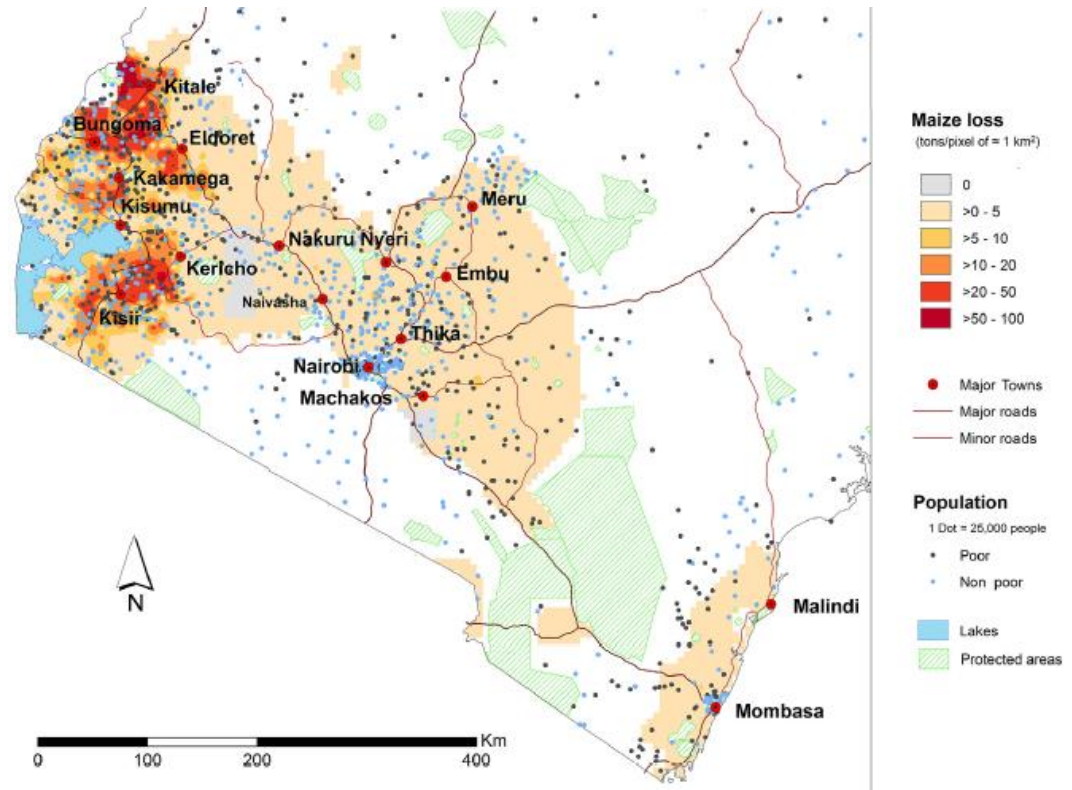 Kitale
Bungoma
Eldoret
Kakamega
Kisumu
Meru
Nakuru Nyeri
Kericho
Embu
Naivasha
Kisii
Thika
Nairobi
Machakos
N
Malindi
Mombasa
Km
0 100 200 400
Maize loss
(tons/pixel of ≈ 1 km²)
0
>0 - 5
>5 - 10
>10 - 20
>20 - 50
>50 - 100
Major Towns
Major roads
Minor roads
Population
1 Dot = 25,000 people
Poor
Non poor
Lakes
Protected areas